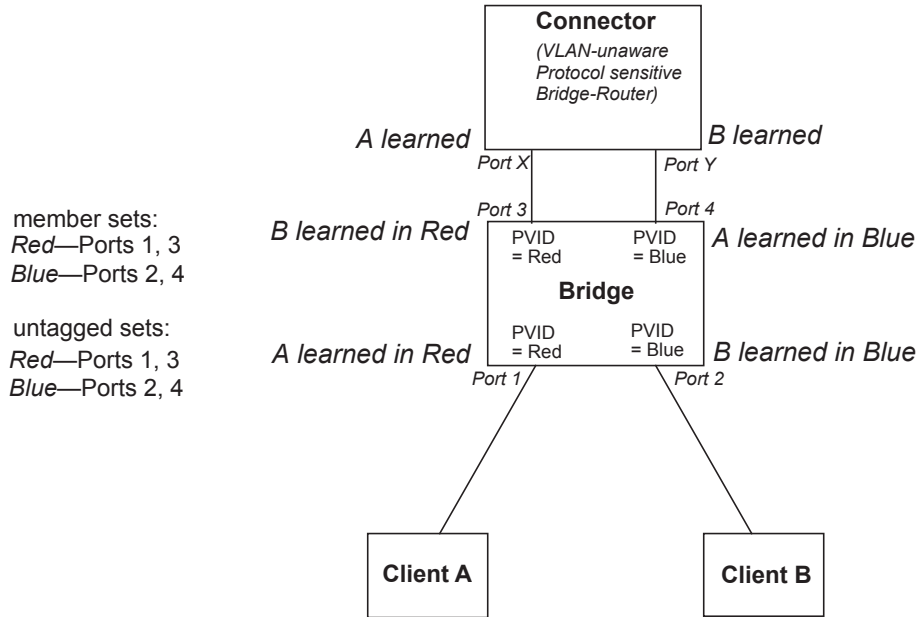 Connector
(VLAN-unaware
Protocol sensitive
Bridge-Router)
A learned
B learned
Port X
Port Y
member sets:
Red—Ports 1, 3
Blue—Ports 2, 4
untagged sets:
Red—Ports 1, 3
Blue—Ports 2, 4
Port 3
Port 4
B learned in Red
PVID
= Red
PVID
= Blue
A learned in Blue
Bridge
A learned in Red
PVID
= Red
PVID
= Blue
B learned in Blue
Port 1
Port 2
Client A
Client B